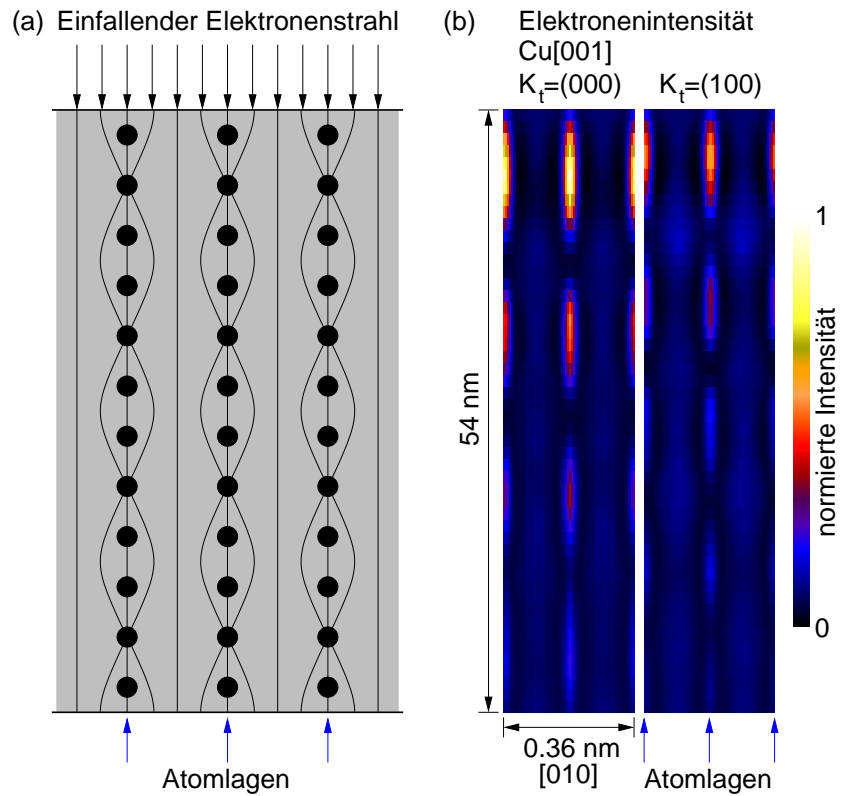 (a) Einfallender Elektronenstrahl
Atomlagen
(b) Elektronenintensität
Cu[001]
K_t=(000) K_t=(100)
54 nm
0.36 nm
[010]
Atomlagen
1
normierte Intensität
0